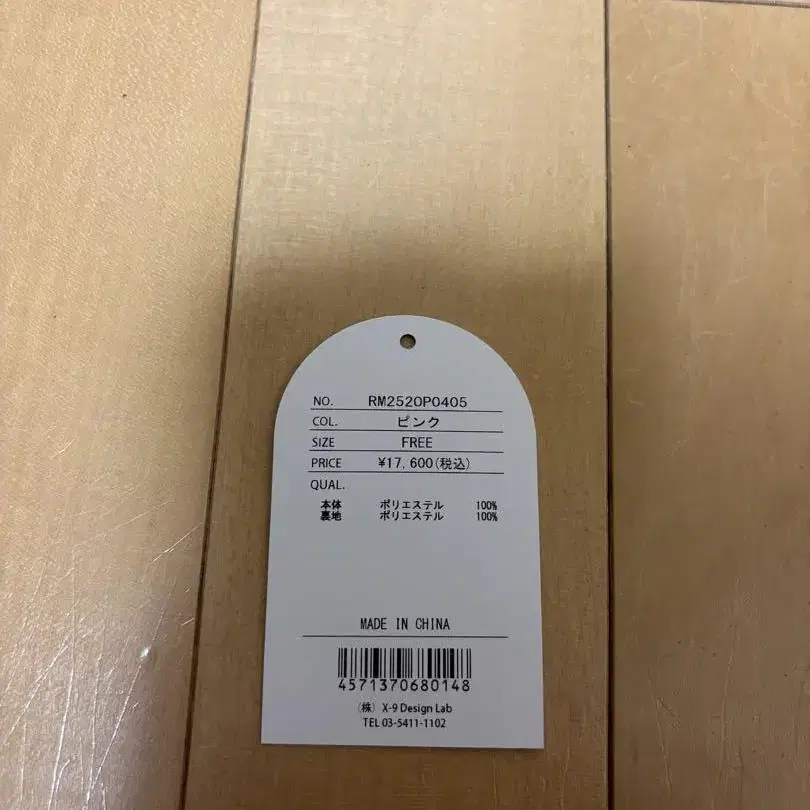 NO. RM2520P0405
COL. ピンク
SIZE FREE
PRICE ¥17,600(税込)
QUAL.
本体 ポリエステル 100%
裏地 ポリエステル 100%
MADE IN CHINA
4571370680148
(株) X-9 Design Lab
TEL 03-5411-1102